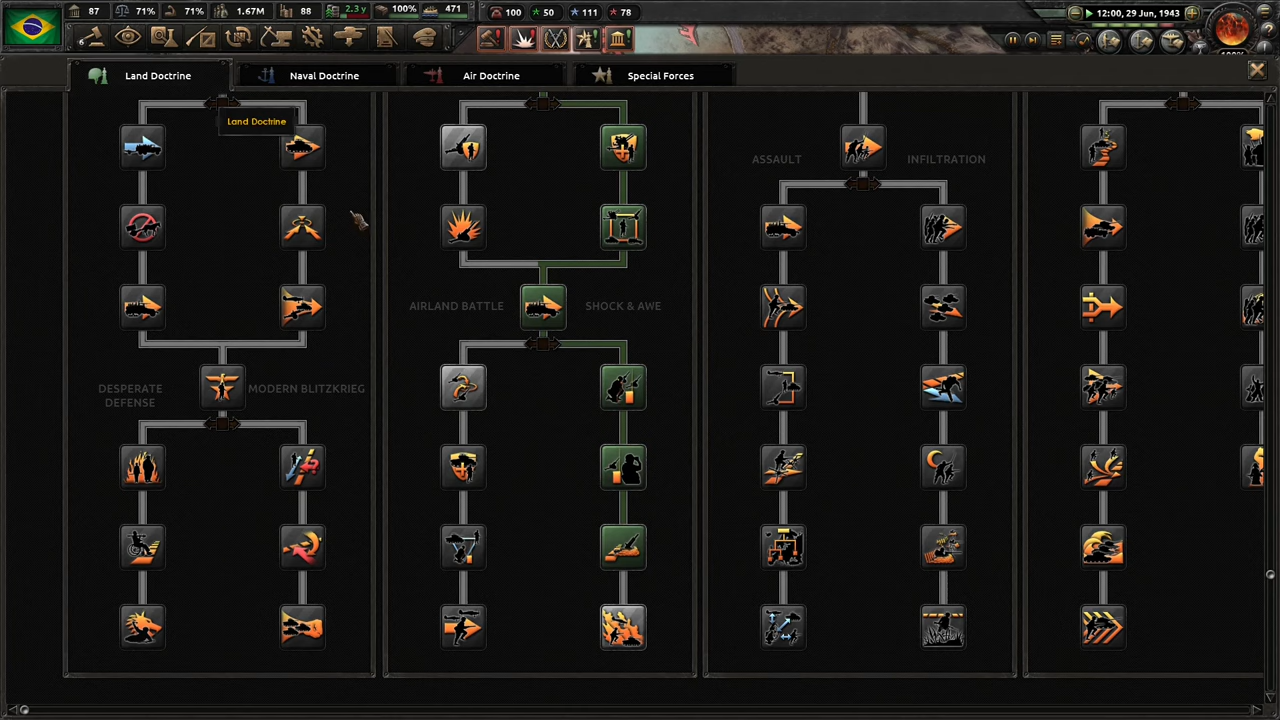 87
71%
71%
1.67M
88
2.3 y
100%
471
100
50
111
78
12:00, 29 Jun, 1943
6
100%
Land Doctrine
Naval Doctrine
Air Doctrine
Special Forces
Land Doctrine
ASSAULT
INFILTRATION
AIRLAND BATTLE
SHOCK & AWE
DESPERATE
DEFENSE
MODERN BLITZKRIEG